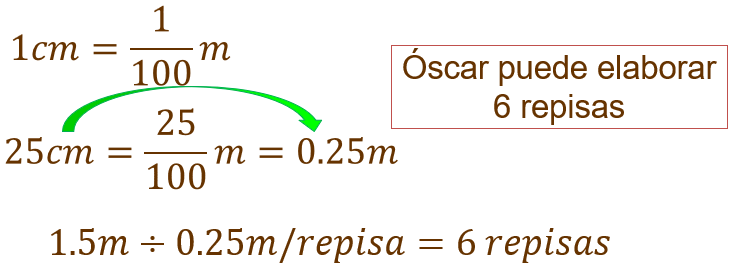 1cm = 1/100 m
Óscar puede elaborar
6 repisas
25cm = 25/100 m = 0.25m
1.5m ÷ 0.25m/repisa = 6 repisas